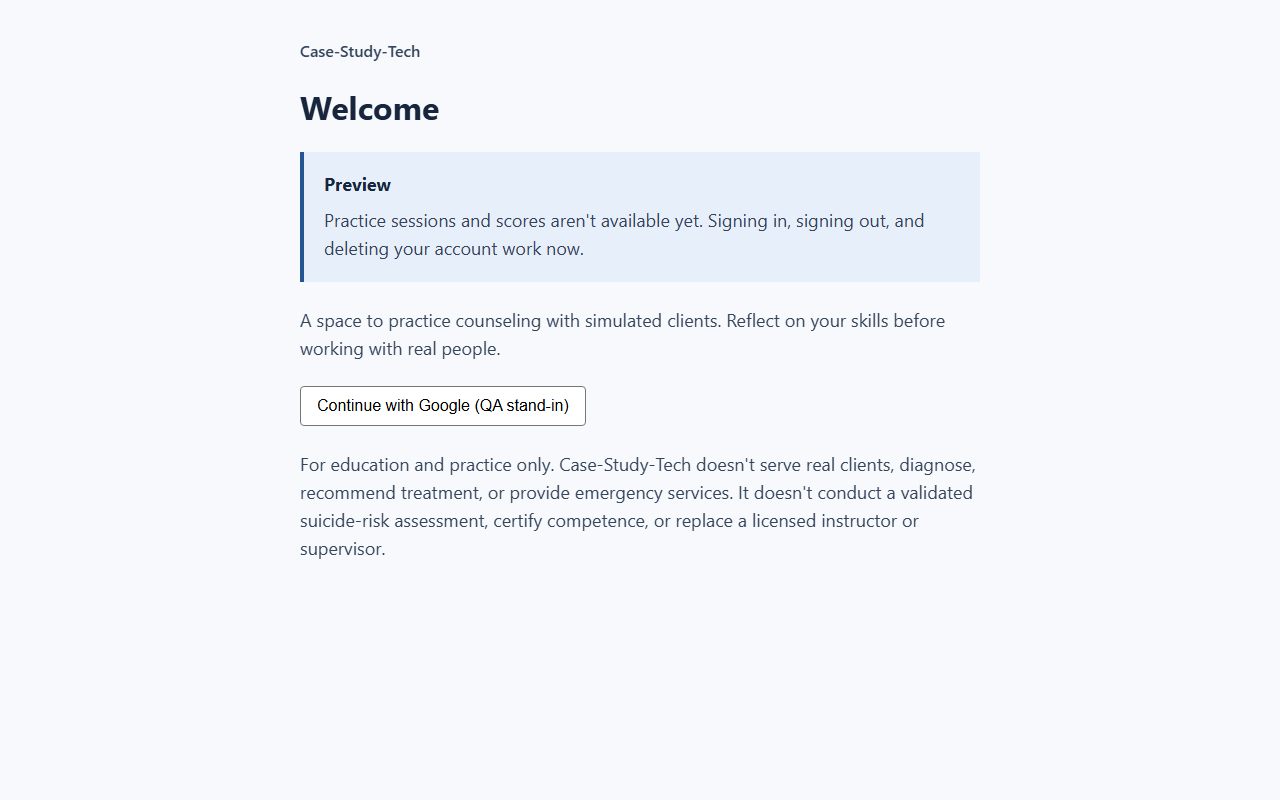 Case-Study-Tech
Welcome
Preview
Practice sessions and scores aren't available yet. Signing in, signing out, and
deleting your account work now.
A space to practice counseling with simulated clients. Reflect on your skills before
working with real people.
Continue with Google (QA stand-in)
For education and practice only. Case-Study-Tech doesn't serve real clients, diagnose,
recommend treatment, or provide emergency services. It doesn't conduct a validated
suicide-risk assessment, certify competence, or replace a licensed instructor or
supervisor.